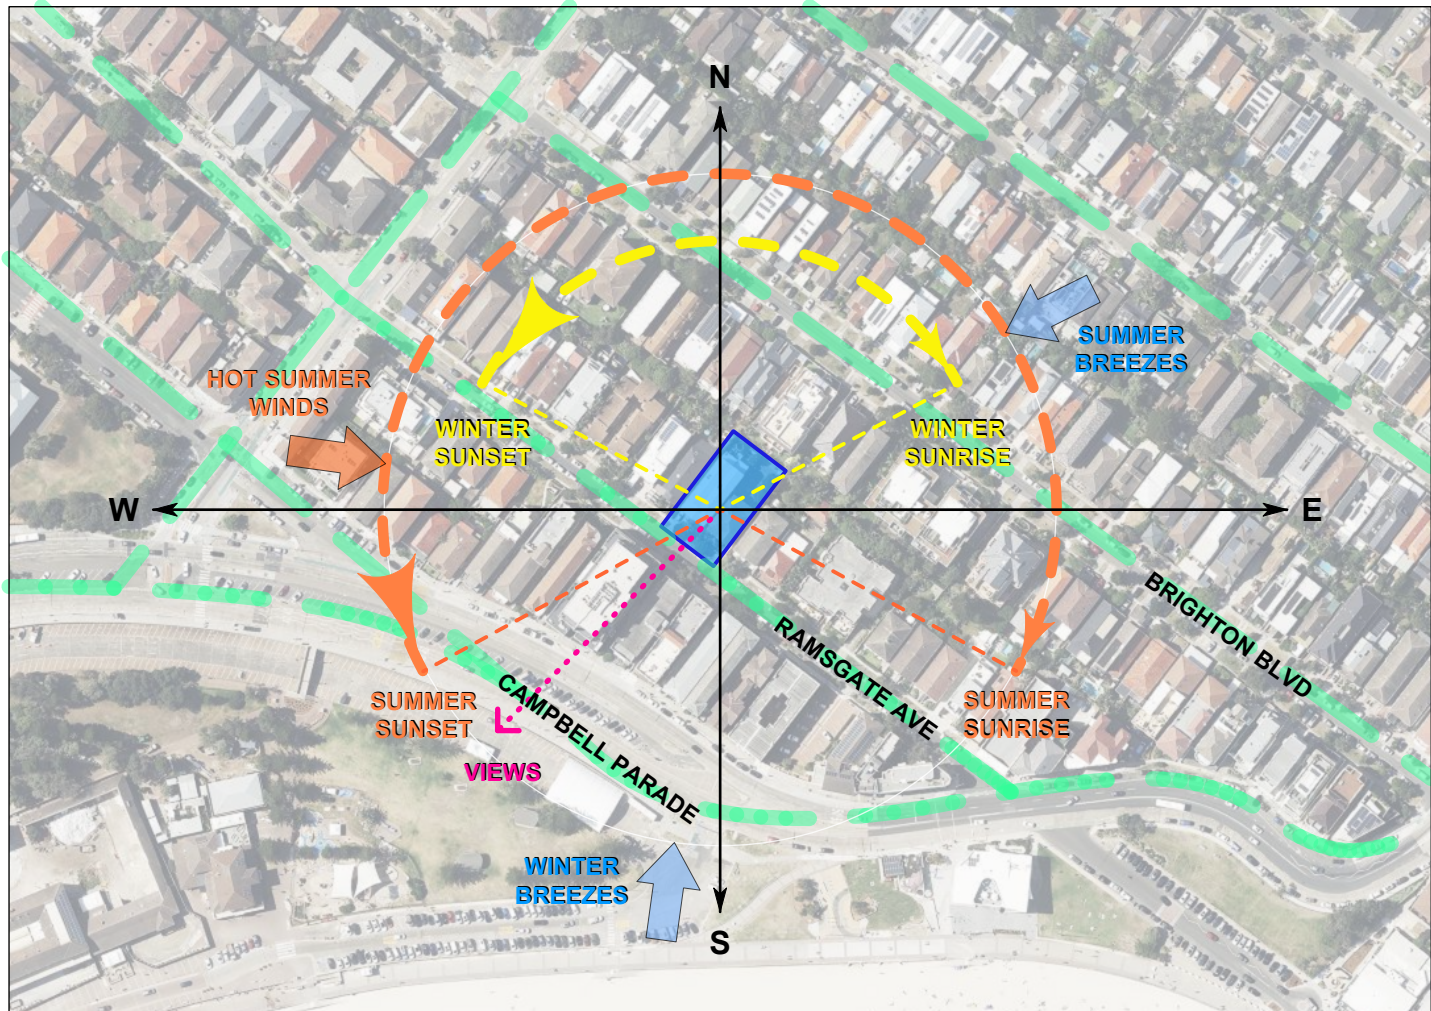 N
SUMMER
BREEZES
HOT SUMMER
WINDS
WINTER
SUNSET
WINTER
SUNRISE
W
E
BRIGHTON BLVD
RAMSGATE AVE
CAMPBELL PARADE
SUMMER
SUNSET
SUMMER
SUNRISE
VIEWS
WINTER
BREEZES
S